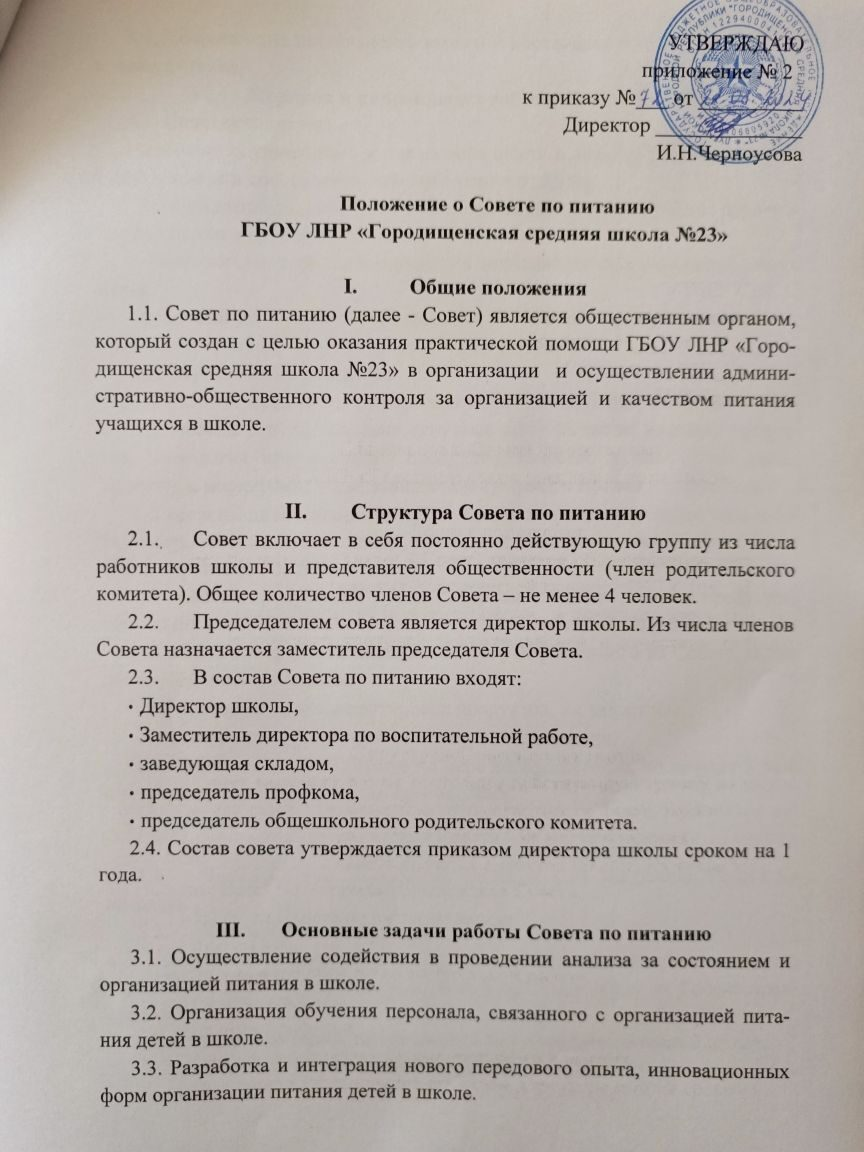 УТВЕРЖДАЮ
приложение № 2
к приказу № от
Директор
И.Н.Черноусова
Положение о Совете по питанию
ГБОУ ЛНР «Городищенская средняя школа №23»
I. Общие положения
1.1. Совет по питанию (далее - Совет) является общественным органом,
который создан с целью оказания практической помощи ГБОУ ЛНР «Горо-
дищенская средняя школа №23» в организации и осуществлении админи-
стративно-общественного контроля за организацией и качеством питания
учащихся в школе.
II. Структура Совета по питанию
2.1. Совет включает в себя постоянно действующую группу из числа
работников школы и представителя общественности (член родительского
комитета). Общее количество членов Совета – не менее 4 человек.
2.2. Председателем совета является директор школы. Из числа членов
Совета назначается заместитель председателя Совета.
2.3. В состав Совета по питанию входят:
· Директор школы,
· Заместитель директора по воспитательной работе,
· заведующая складом,
· председатель профкома,
· председатель общешкольного родительского комитета.
2.4. Состав совета утверждается приказом директора школы сроком на 1
года.
III. Основные задачи работы Совета по питанию
3.1. Осуществление содействия в проведении анализа за состоянием и
организацией питания в школе.
3.2. Организация обучения персонала, связанного с организацией пита-
ния детей в школе.
3.3. Разработка и интеграция нового передового опыта, инновационных
форм организации питания детей в школе.